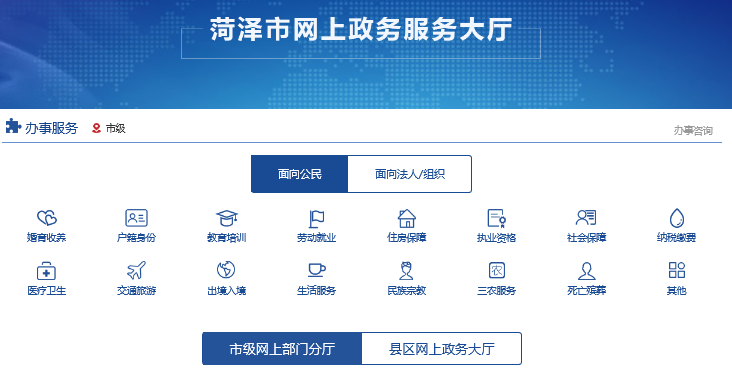 菏泽市网上政务服务大厅
办事服务 市级 办事咨询
面向公民 面向法人/组织
婚育收养 户籍身份 教育培训 劳动就业 住房保障 执业资格 社会保障 纳税缴费
医疗卫生 交通旅游 出境入境 生活服务 民族宗教 三农服务 死亡殡葬 其他
市级网上部门分厅 县区网上政务大厅